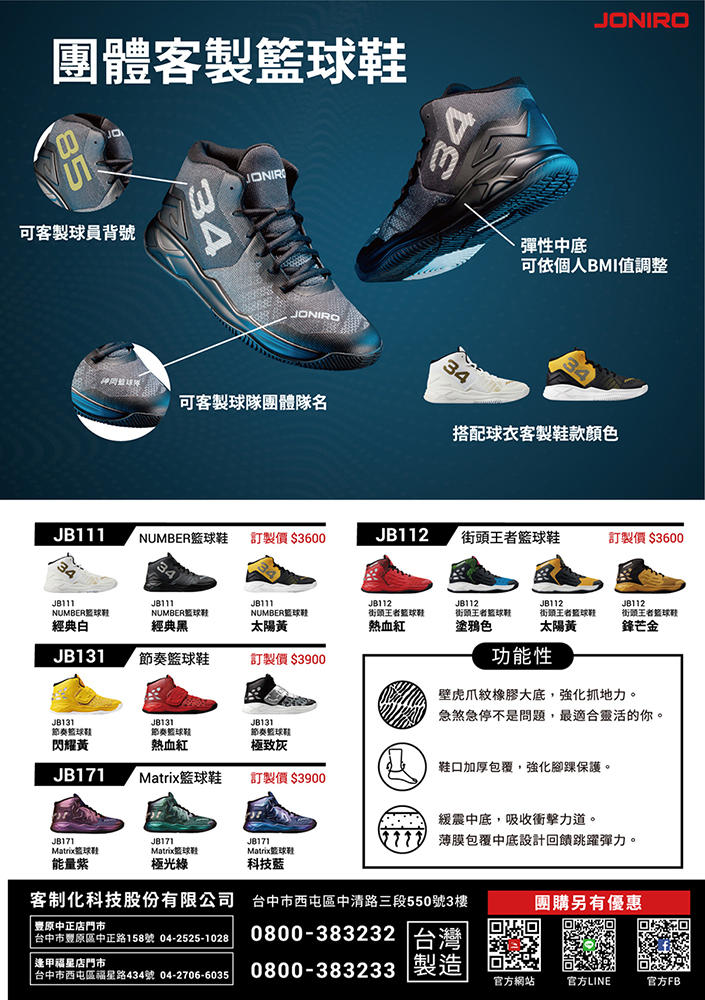 JONIRO
團體客製籃球鞋
85
JO
34
JONIRO
34
可客製球員背號
彈性中底
可依個人BMI值調整
JONIRO
神岡籃球隊
可客製球隊團體隊名
34
34
搭配球衣客製鞋款顏色
JB111 NUMBER籃球鞋 訂製價 $3600
JB111
NUMBER籃球鞋
經典白
JB111
NUMBER籃球鞋
經典黑
JB111
NUMBER籃球鞋
太陽黃
JB112 街頭王者籃球鞋 訂製價 $3600
JB112
街頭王者籃球鞋
熱血紅
JB112
街頭王者籃球鞋
塗鴉色
JB112
街頭王者籃球鞋
太陽黃
JB112
街頭王者籃球鞋
鋒芒金
JB131 節奏籃球鞋 訂製價 $3900
JB131
節奏籃球鞋
閃耀黃
JB131
節奏籃球鞋
熱血紅
JB131
節奏籃球鞋
極致灰
JB171 Matrix籃球鞋 訂製價 $3900
JB171
Matrix籃球鞋
能量紫
JB171
Matrix籃球鞋
極光綠
JB171
Matrix籃球鞋
科技藍
功能性
壁虎爪紋橡膠大底，強化抓地力。
急煞急停不是問題，最適合靈活的你。
鞋口加厚包覆，強化腳踝保護。
緩震中底，吸收衝擊力道。
薄膜包覆中底設計回饋跳躍彈力。
客制化科技股份有限公司 台中市西屯區中清路三段550號3樓
豐原中正店門市
台中市豐原區中正路158號 04-2525-1028
逢甲福星店門市
台中市西屯區福星路434號 04-2706-6035
0800-383232
0800-383233
台灣
製造
團購另有優惠
官方網站
官方LINE
官方FB